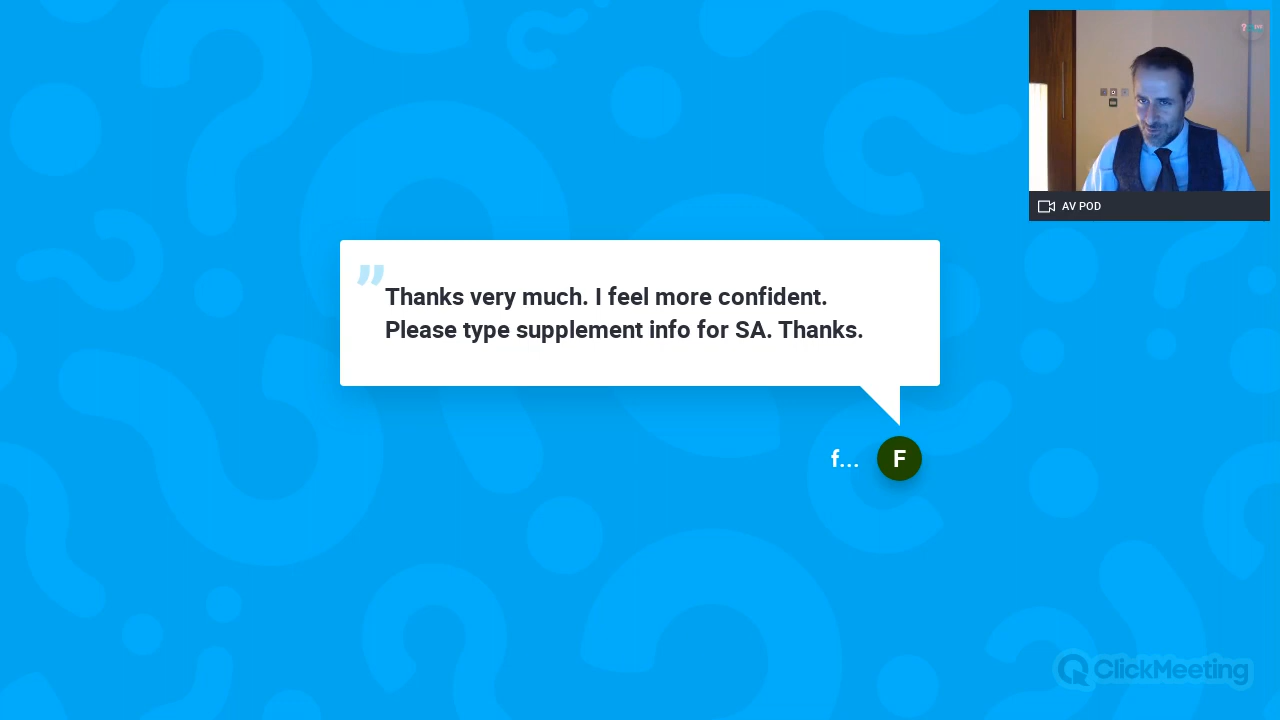 AV POD
”
Thanks very much. I feel more confident.
Please type supplement info for SA. Thanks.
f...
F
ClickMeeting